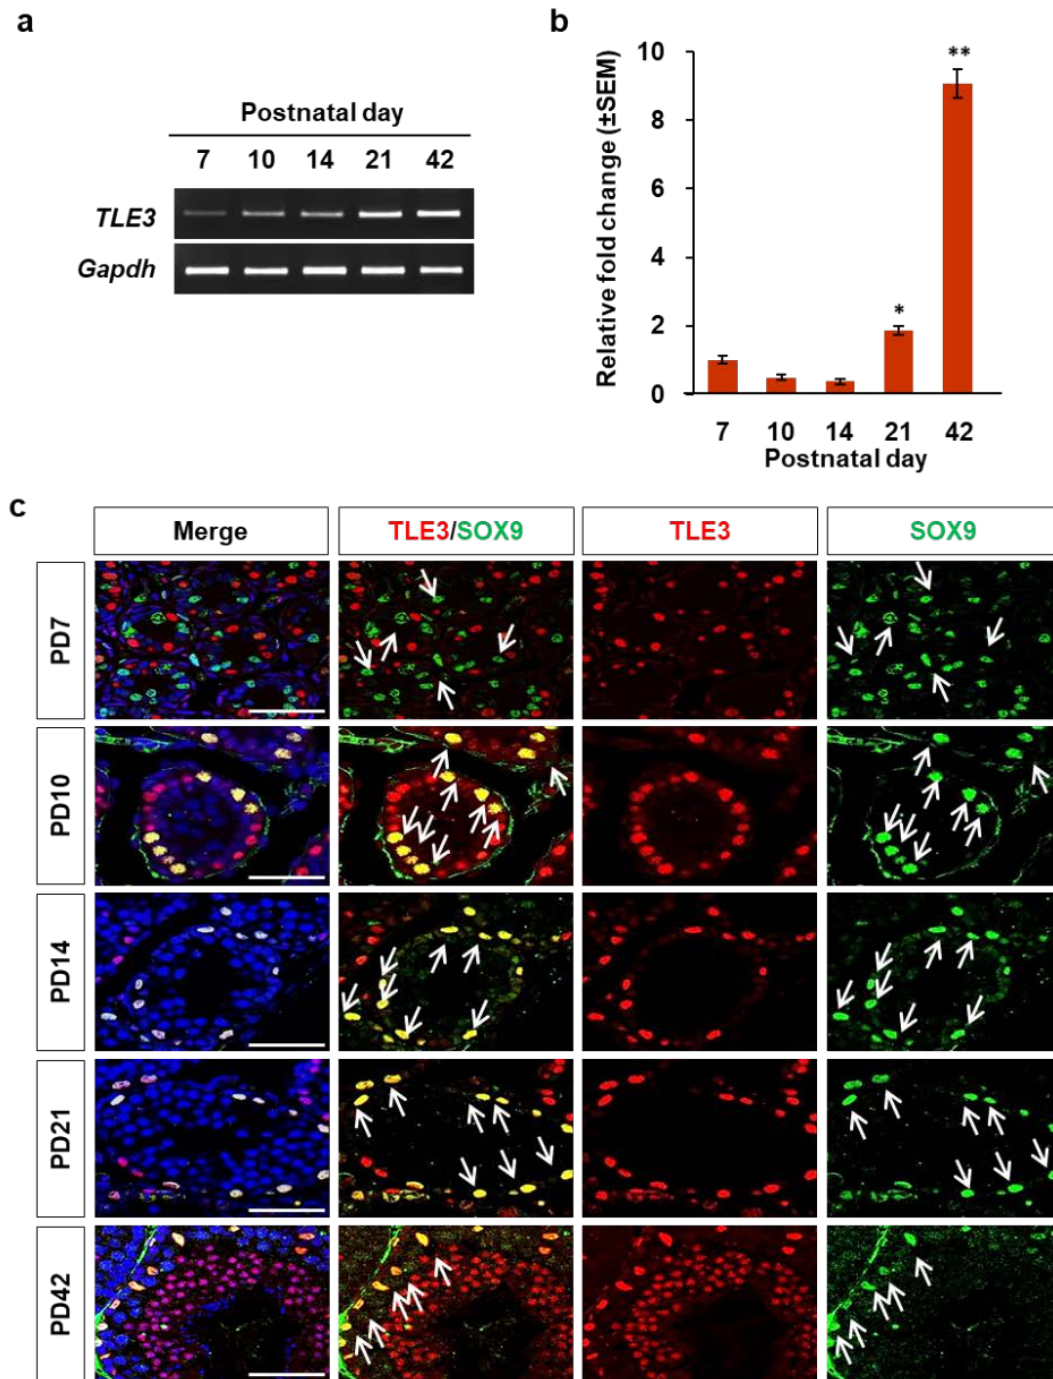 a
Postnatal day
7 10 14 21 42
TLE3
Gapdh
b
Relative fold change (±SEM)
10
8
6
4
2
0
*
**
7 10 14 21 42
Postnatal day
c
Merge TLE3/SOX9 TLE3 SOX9
PD7
PD10
PD14
PD21
PD42